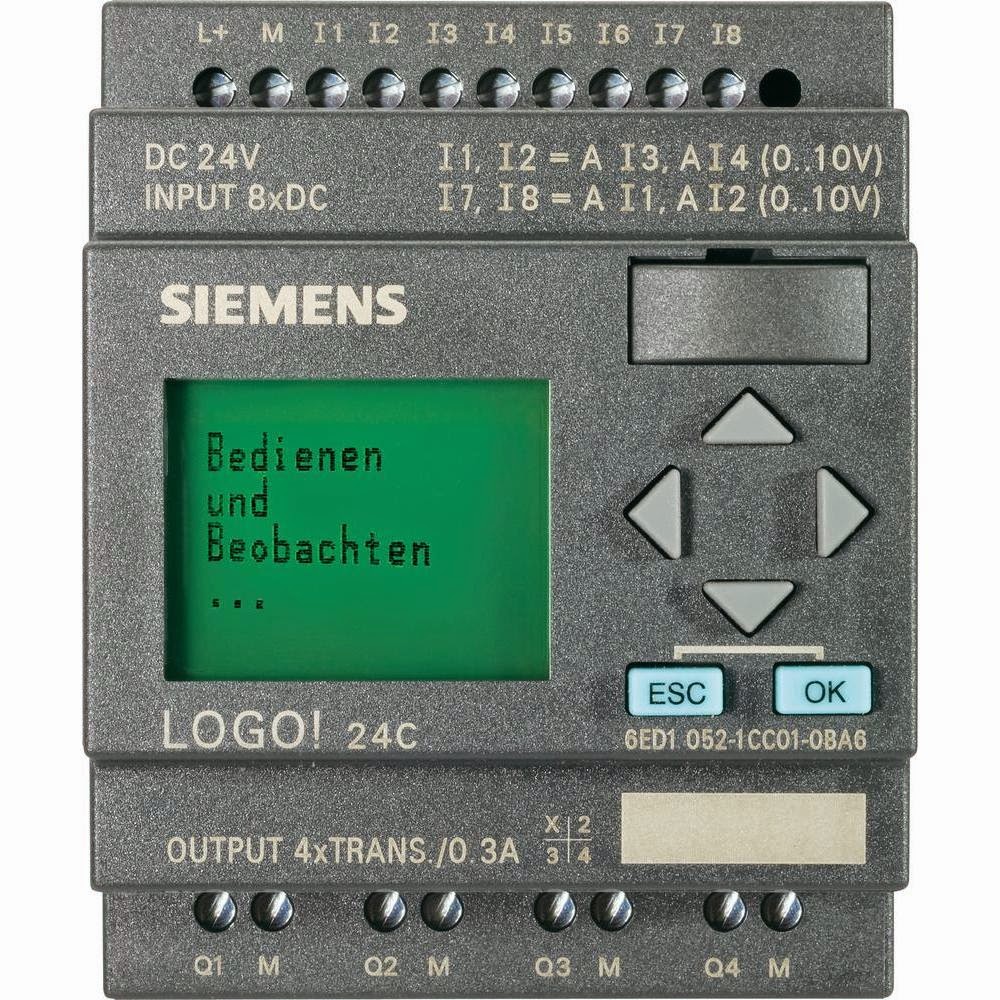 L+ M I1 I2 I3 I4 I5 I6 I7 I8
DC 24V I1, I2 = A I3, A I4 (0..10V)
INPUT 8xDC I7, I8 = A I1, A I2 (0..10V)
SIEMENS
Bedienen
und
Beobachten
...
ESC OK
LOGO! 24C
6ED1 052-1CC01-0BA6
OUTPUT 4xTRANS./0.3A
X 2
3 4
Q1 M Q2 M Q3 M Q4 M